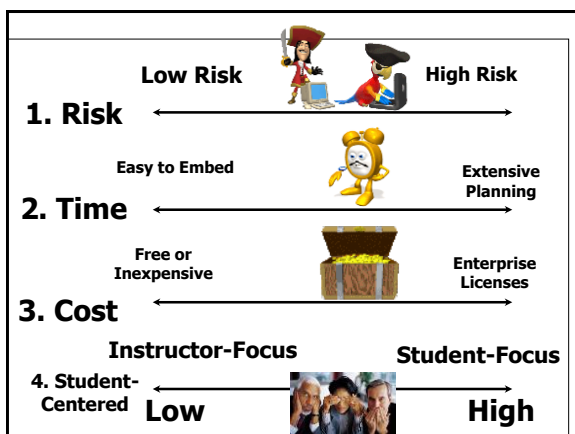 Low Risk
High Risk
1. Risk
Easy to Embed
Extensive
Planning
2. Time
Free or
Inexpensive
Enterprise
Licenses
3. Cost
Instructor-Focus
Student-Focus
4. Student-
Centered
Low
High